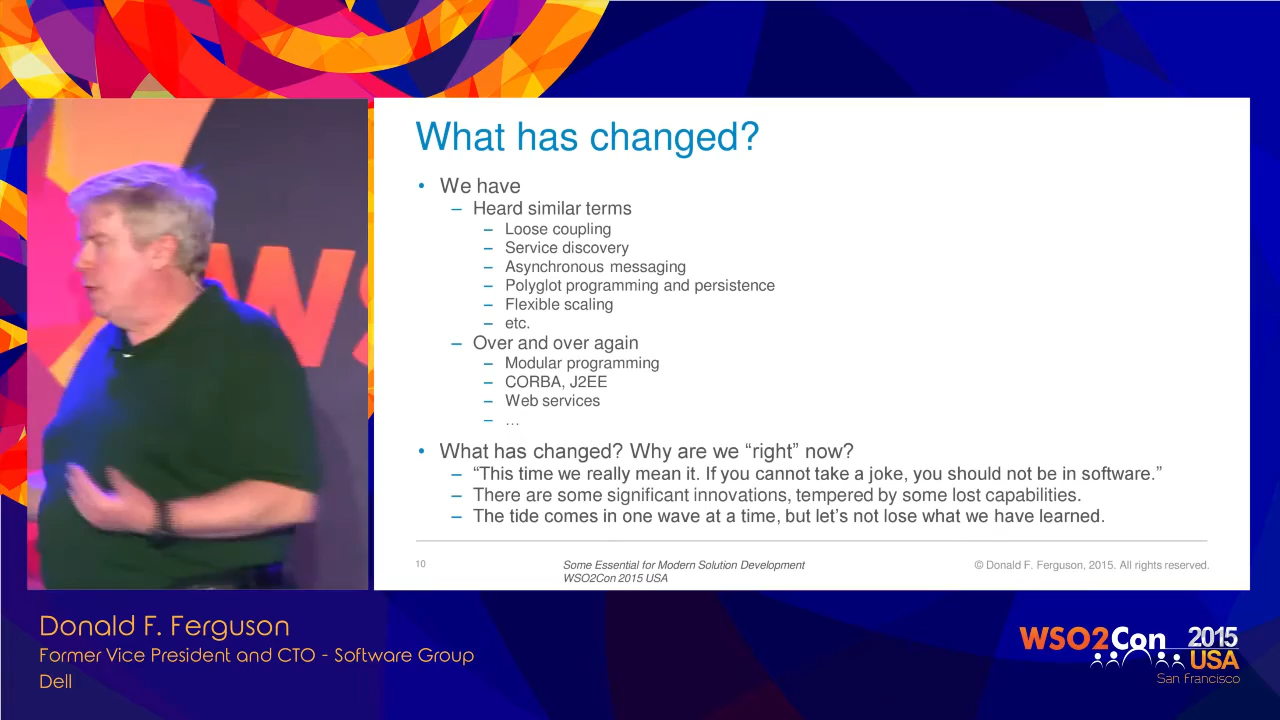 What has changed?
• We have
– Heard similar terms
– Loose coupling
– Service discovery
– Asynchronous messaging
– Polyglot programming and persistence
– Flexible scaling
– etc.
– Over and over again
– Modular programming
– CORBA, J2EE
– Web services
– …
• What has changed? Why are we “right” now?
– “This time we really mean it. If you cannot take a joke, you should not be in software.”
– There are some significant innovations, tempered by some lost capabilities.
– The tide comes in one wave at a time, but let’s not lose what we have learned.
10
Some Essential for Modern Solution Development
WSO2Con 2015 USA
© Donald F. Ferguson, 2015. All rights reserved.
WS
Donald F. Ferguson
Former Vice President and CTO - Software Group
Dell
WSO2Con 2015
USA
San Francisco